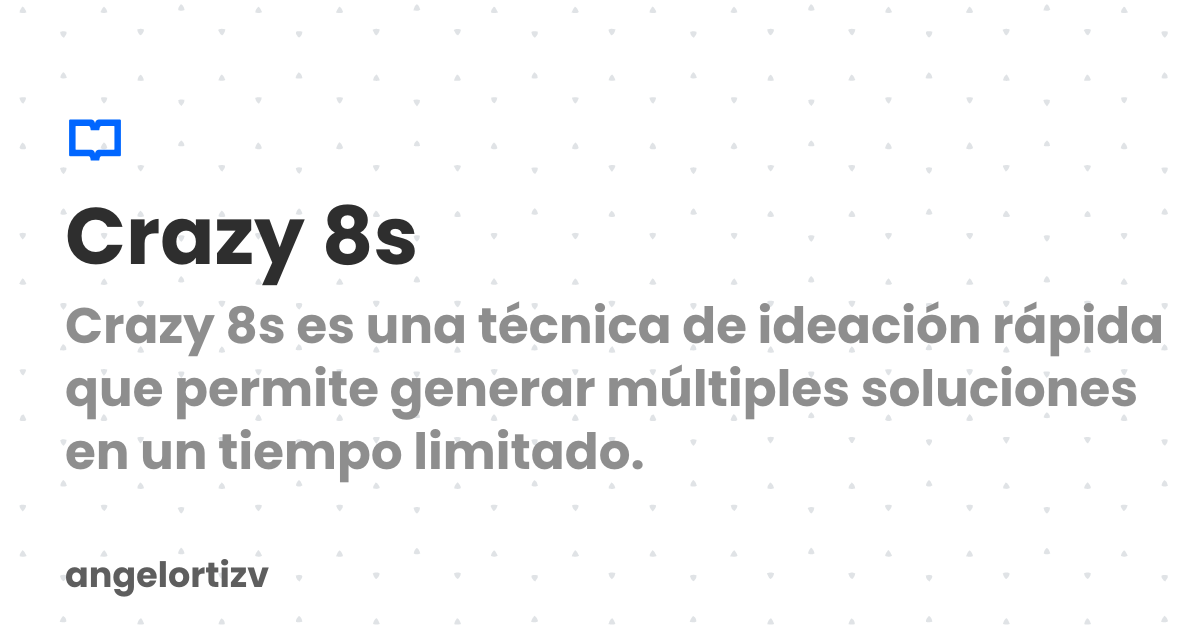 Crazy 8s
Crazy 8s es una técnica de ideación rápida
que permite generar múltiples soluciones
en un tiempo limitado.
angelortizv